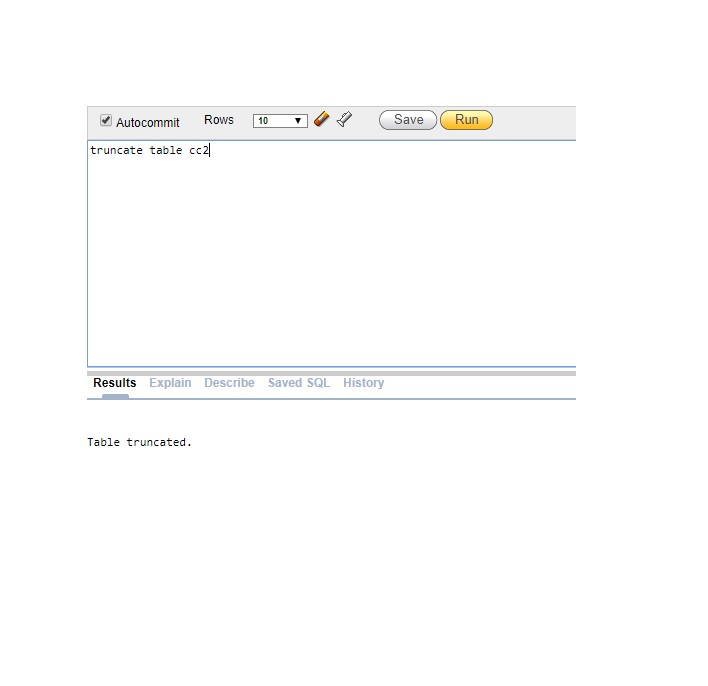 Autocommit Rows 10 Save Run
truncate table cc2
Results Explain Describe Saved SQL History
Table truncated.